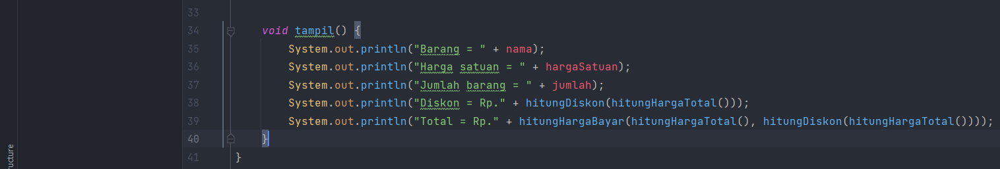 33
34 void tampil() {
35 System.out.println("Barang = " + nama);
36 System.out.println("Harga satuan = " + hargaSatuan);
37 System.out.println("Jumlah barang = " + jumlah);
38 System.out.println("Diskon = Rp." + hitungDiskon(hitungHargaTotal()));
39 System.out.println("Total = Rp." + hitungHargaBayar(hitungHargaTotal(), hitungDiskon(hitungHargaTotal())));
40 }
41 }
ructure